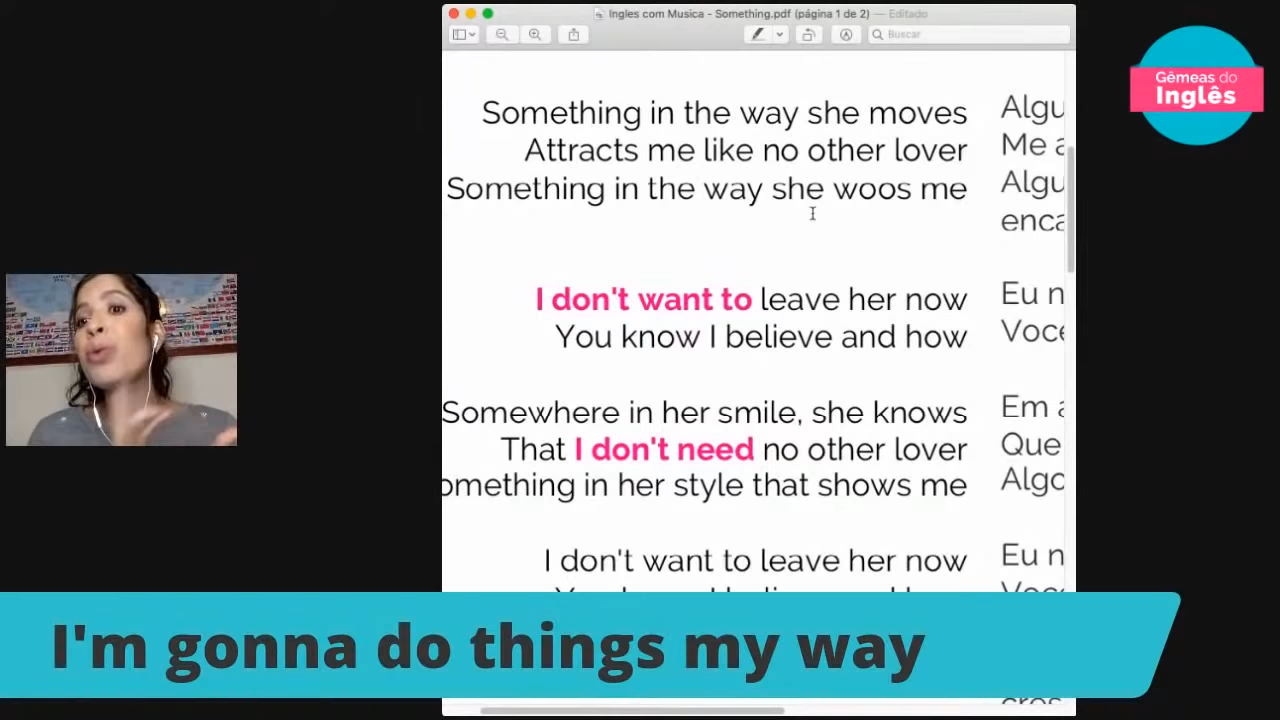 Ingles com Musica - Something.pdf (página 1 de 2) — Editado
Buscar
Gêmeas do
Inglês
Something in the way she moves
Attracts me like no other lover
Something in the way she woos me
I don't want to leave her now
You know I believe and how
Somewhere in her smile, she knows
That I don't need no other lover
omething in her style that shows me
I don't want to leave her now
Algu
Me a
Algu
enca
Eu n
Voce
Em a
Que
Algo
Eu n
I'm gonna do things my way